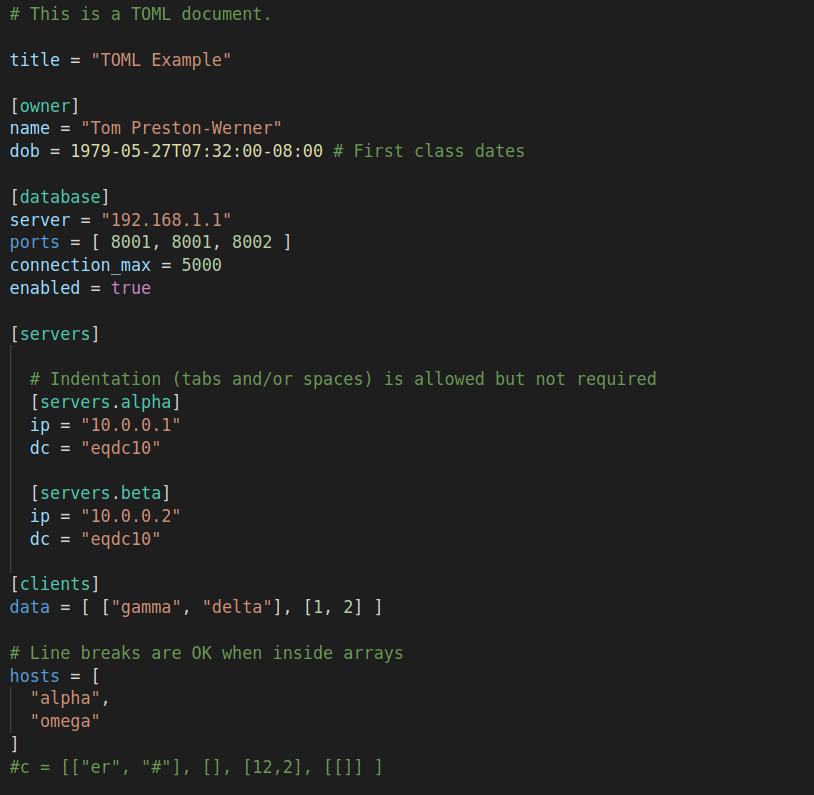 # This is a TOML document.
title = "TOML Example"
[owner]
name = "Tom Preston-Werner"
dob = 1979-05-27T07:32:00-08:00 # First class dates
[database]
server = "192.168.1.1"
ports = [ 8001, 8001, 8002 ]
connection_max = 5000
enabled = true
[servers]
  # Indentation (tabs and/or spaces) is allowed but not required
  [servers.alpha]
  ip = "10.0.0.1"
  dc = "eqdc10"
  [servers.beta]
  ip = "10.0.0.2"
  dc = "eqdc10"
[clients]
data = [ ["gamma", "delta"], [1, 2] ]
# Line breaks are OK when inside arrays
hosts = [
  "alpha",
  "omega"
]
#c = [["er", "#"], [], [12,2], [[]] ]